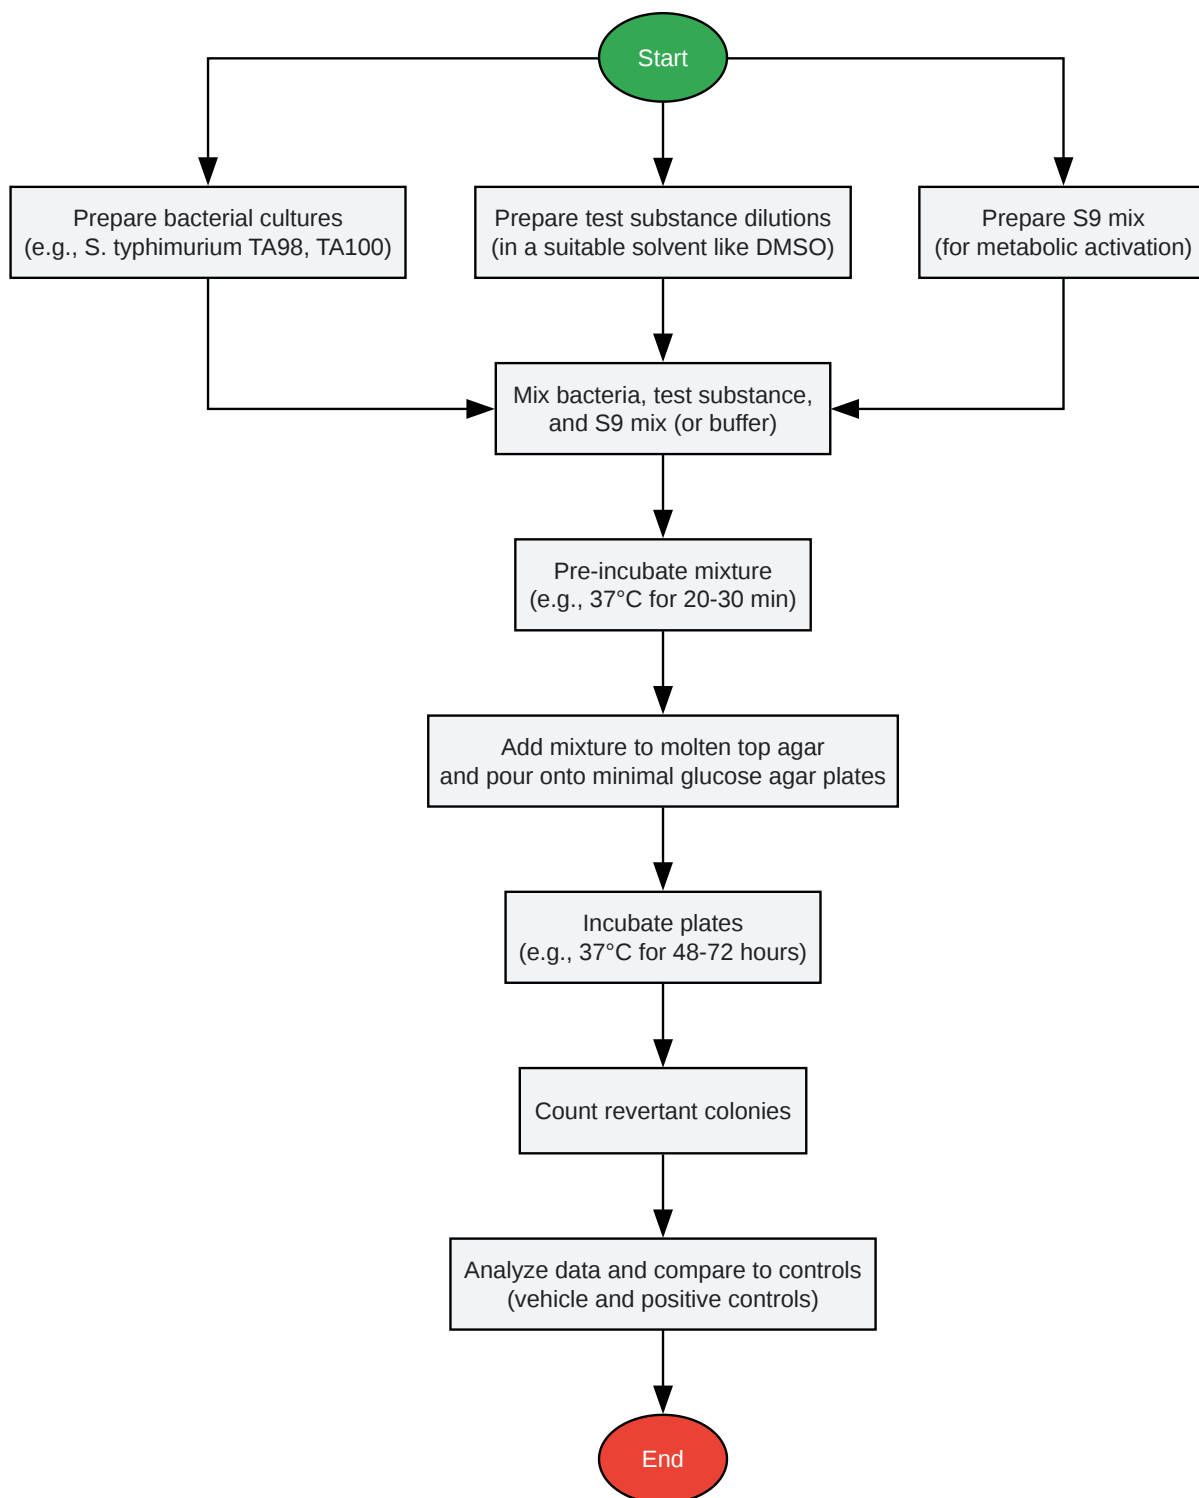 Start
Prepare bacterial cultures
(e.g., S. typhimurium TA98, TA100)
Prepare test substance dilutions
(in a suitable solvent like DMSO)
Prepare S9 mix
(for metabolic activation)
Mix bacteria, test substance,
and S9 mix (or buffer)
Pre-incubate mixture
(e.g., 37°C for 20-30 min)
Add mixture to molten top agar
and pour onto minimal glucose agar plates
Incubate plates
(e.g., 37°C for 48-72 hours)
Count revertant colonies
Analyze data and compare to controls
(vehicle and positive controls)
End